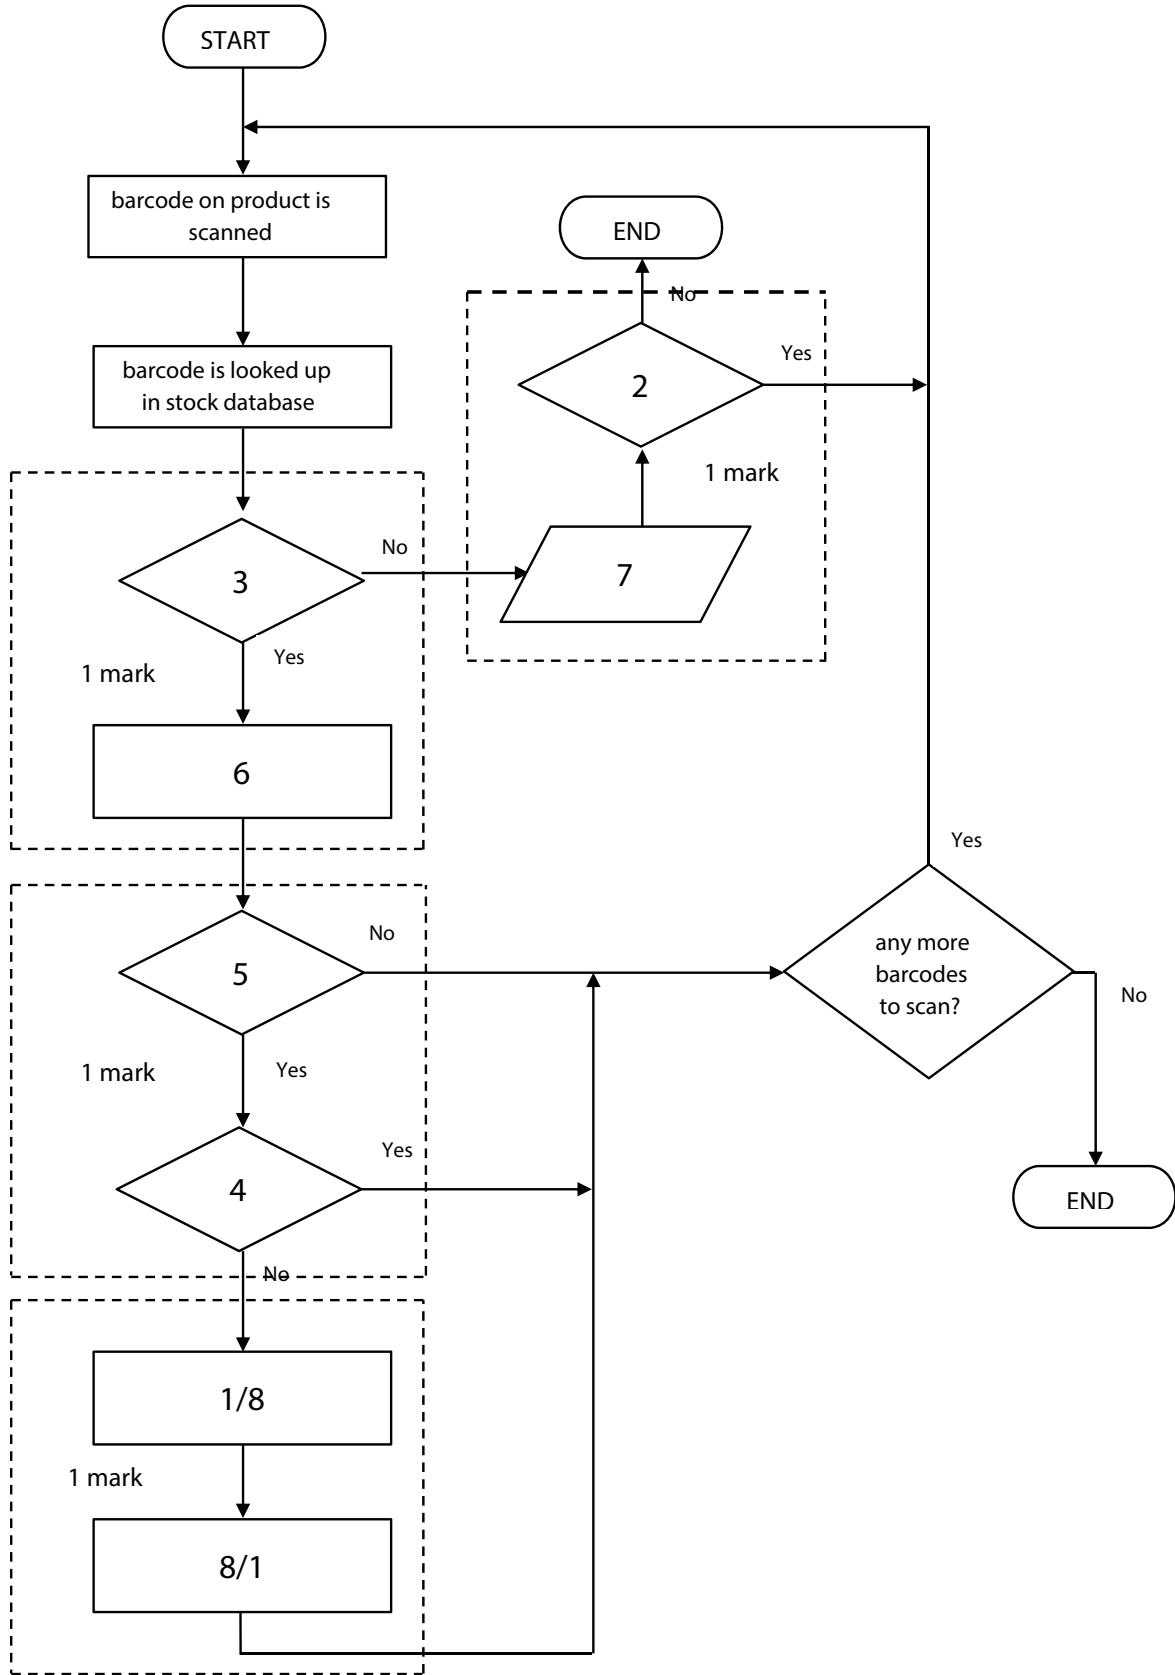 START
barcode on product is
scanned
END
No
barcode is looked up
in stock database
Yes
2
1 mark
No
3
7
Yes
1 mark
6
Yes
No
5
any more
barcodes
to scan?
No
Yes
1 mark
Yes
4
END
No
1/8
1 mark
8/1